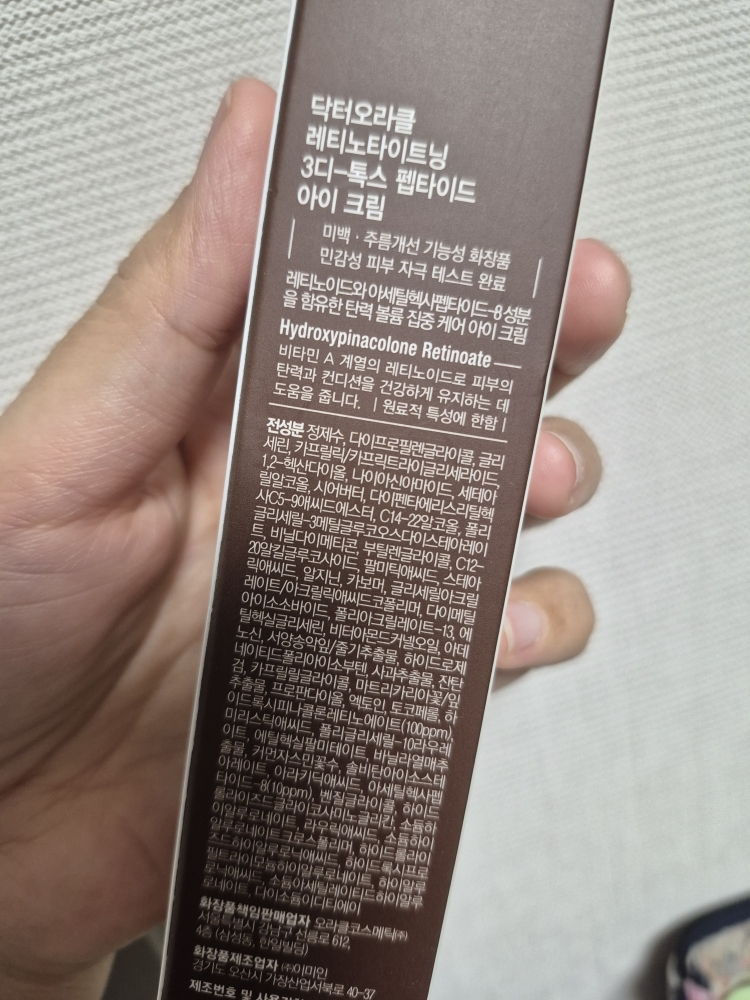 닥터오라클
레티노타이트닝
3디-톡스 펩타이드
아이 크림
미백 · 주름개선 기능성 화장품
민감성 피부 자극 테스트 완료
레티노이드와 아세틸헥사펩타이드-8 성분
을 함유한 탄력 볼륨 집중 케어 아이 크림
Hydroxypinacolone Retinoate
비타민 A 계열의 레티노이드로 피부의
탄력과 컨디션을 건강하게 유지하는 데
도움을 줍니다. | 원료적 특성에 한함 |
전성분 정제수, 다이프로필렌글라이콜, 글리
세린, 카프릴릭/카프릭트라이글리세라이드,
1,2-헥산다이올, 나이아신아마이드, 세테아
릴알코올, 시어버터, 다이펜타에리스리틸헥
사C5-9애씨드에스터, C14-22알코올, 폴리
글리세릴-3메틸글루코오스다이스테아레이
트, 비닐다이메티콘, 부틸렌글라이콜, C12-
20알킬글루코사이드, 팔미틱애씨드, 스테아
릭애씨드, 알지닌, 카보머, 글리세릴아크릴
레이트/아크릴릭애씨드코폴리머, 다이메틸
아이소소바이드, 폴리아크릴레이트-13, 에
틸헥실글리세린, 비터아몬드커넬오일, 아데
노신, 서양송악잎/줄기추출물, 하이드로제
네이티드폴리아이소부텐, 사과추출물, 잔탄
검, 카프릴릴글라이콜, 마트리카리아꽃/잎
추출물, 프로판다이올, 엑토인, 토코페롤, 하
이드록시피나콜론레티노에이트(100ppm),
미리스틱애씨드, 폴리글리세릴-10라우레
이트, 에틸헥실팔미테이트, 바닐라열매추
출물, 커먼자스민꽃수, 솔비탄아이소스테
아레이트, 아라키딕애씨드, 아세틸헥사펩
타이드-8(10ppm), 벤질글라이콜, 하이드
롤라이즈드글라이코사미노글리칸, 소듐하
이알루로네이트, 라우릭애씨드, 소듐하이
알루로네이트크로스폴리머, 하이드롤라이
즈드하이알루로닉애씨드, 하이드록시프로
필트라이모늄하이알루로네이트, 하이알루
로닉애씨드, 소듐아세틸레이티드하이알루
로네이트, 다이소듐이디티에이
화장품책임판매업자 오라클코스메틱㈜
서울특별시 강남구 선릉로 612,
4층 (삼성동, 한일빌딩)
화장품제조업자 ㈜이미인
경기도 오산시 가장산업서북로 40-37
제조번호 및